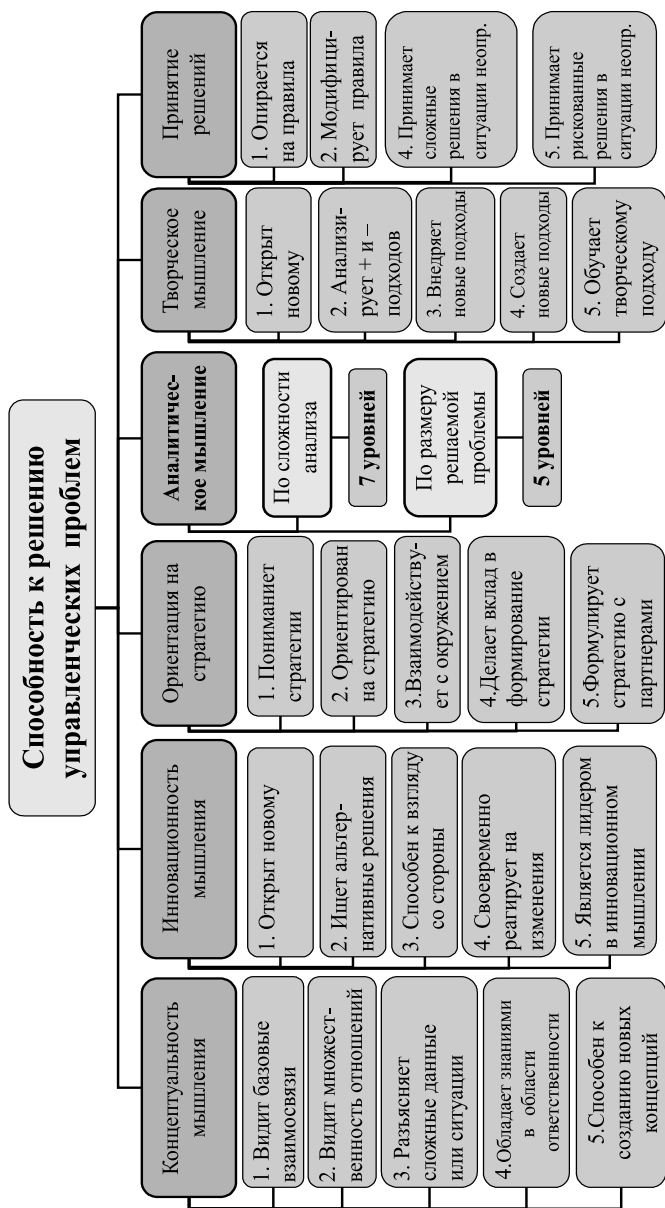 Способность к решению
управленческих проблем
Концептуальность
мышления
1. Видит базовые
взаимосвязи
2. Видит множест-
венность отношений
3. Разъясняет
сложные данные
или ситуации
4.Обладает знаниями
в области
ответственности
5.Способен к
созданию новых
концепций
Инновационность
мышления
1. Открыт новому
2. Ищет альтер-
нативные решения
3. Способен к взгляду
со стороны
4. Своевременно
реагирует на
изменения
5. Является лидером
в инновационном
мышлении
Ориентация на
стратегию
1. Пониманиет
стратегии
2. Ориентирован
на стратегию
3.Взаимодейству-
ет с окружением
4.Делает вклад в
формирование
стратегии
5.Формулирует
стратегию с
партнерами
Аналитичес-
кое мышление
По сложности
анализа
7 уровней
По размеру
решаемой
проблемы
5 уровней
Творческое
мышление
1. Открыт
новому
2. Анализи-
рует + и –
подходов
3. Внедряет
новые подходы
4. Создает
новые подходы
5. Обучает
творческому
подходу
Принятие
решений
1. Опирается
на правила
2. Модифици-
рует правила
4. Принимает
сложные
решения в
ситуации неопр.
5. Принимает
рискованные
решения в
ситуации неопр.